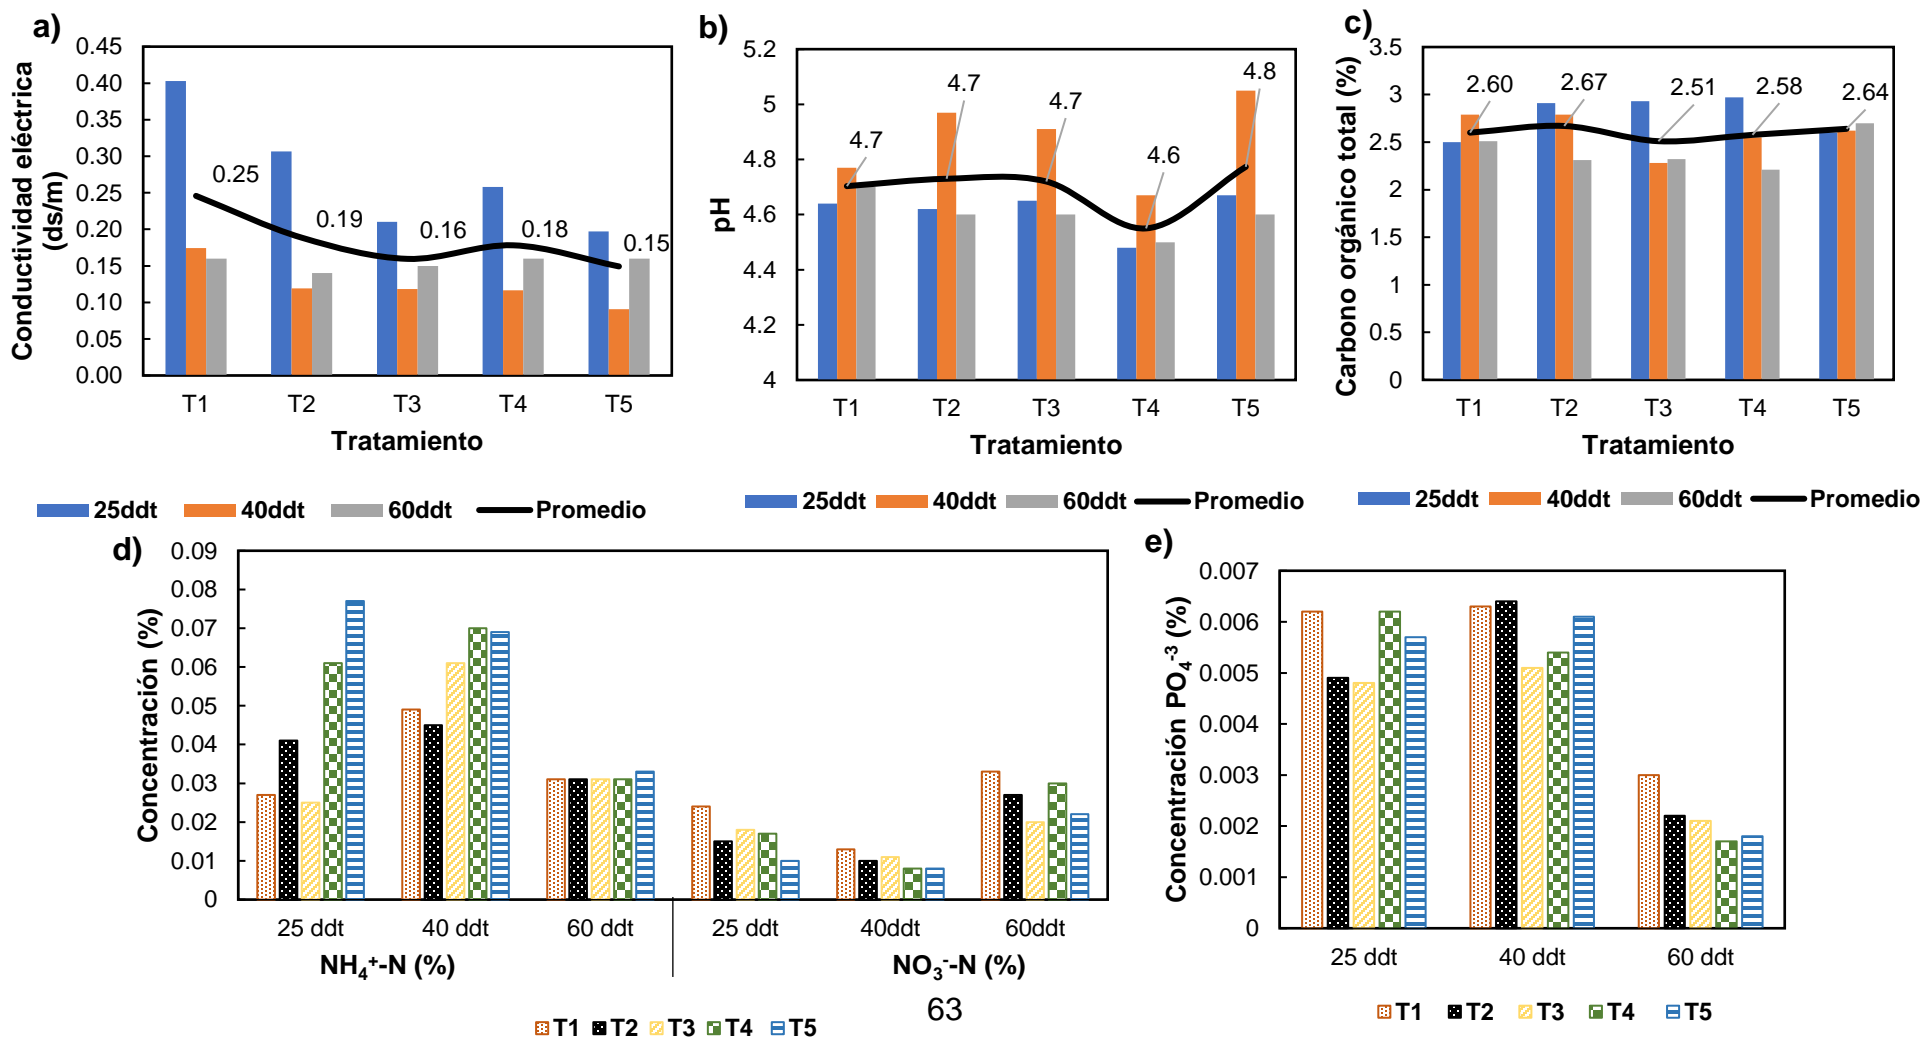 a)
Conductividad eléctrica
(ds/m)
0.45
0.40
0.35
0.30
0.25
0.20
0.15
0.10
0.05
0.00
0.25
0.19
0.16
0.18
0.15
T1 T2 T3 T4 T5
Tratamiento
25ddt 40ddt 60ddt Promedio
b)
pH
5.2
5
4.8
4.6
4.4
4.2
4
4.7
4.7
4.7
4.6
4.8
T1 T2 T3 T4 T5
Tratamiento
25ddt 40ddt 60ddt Promedio
c)
Carbono orgánico total (%)
3.5
3
2.5
2
1.5
1
0.5
0
2.60
2.67
2.51
2.58
2.64
T1 T2 T3 T4 T5
Tratamiento
25ddt 40ddt 60ddt Promedio
d)
Concentración (%)
0.09
0.08
0.07
0.06
0.05
0.04
0.03
0.02
0.01
0
25 ddt 40 ddt 60 ddt 25 ddt 40ddt 60ddt
NH₄⁺-N (%) NO₃⁻-N (%)
T1 T2 T3 T4 T5
e)
Concentración PO₄⁻³ (%)
0.007
0.006
0.005
0.004
0.003
0.002
0.001
0
25 ddt 40 ddt 60 ddt
T1 T2 T3 T4 T5
63